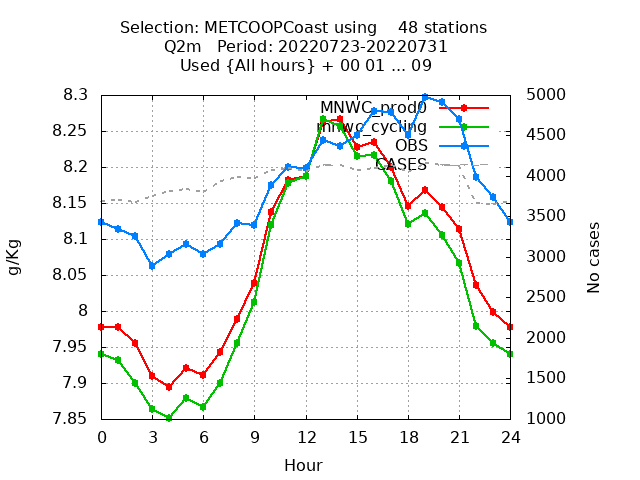 Selection: METCOOPCoast using    48 stations
Q2m   Period: 20220723-20220731
Used {All hours} + 00 01 ... 09
8.3
8.25
8.2
8.15
8.1
8.05
8
7.95
7.9
7.85
g/Kg
MNWC_prod0
mnwc_cycling
OBS
CASES
5000
4500
4000
3500
3000
2500
2000
1500
1000
No cases
0 3 6 9 12 15 18 21 24
Hour